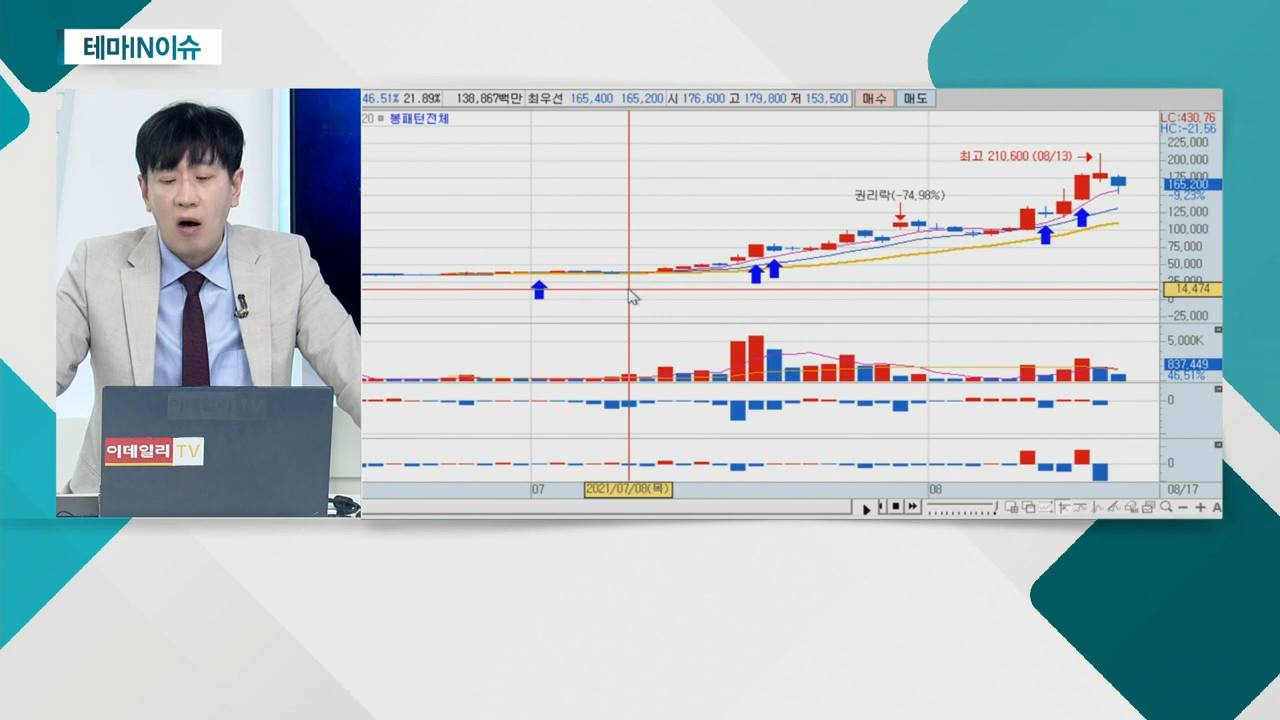 테마IN이슈
46.51% 21.89% 138,867백만 최우선 165,400 165,200 시 176,600 고 179,800 저 153,500 매수 매도
20 봉패턴전체
LC:430.76
HC:-21.56
225,000
최고 210,600 (08/13)
200,000
175,000
165,200
-9.23%
권리락(-74.98%)
125,000
100,000
75,000
50,000
25,000
14,474
0
-25,000
5,000K
837,449
46.51%
0
이데일리 TV
0
07 2021/07/08(목) 08 08/17
A